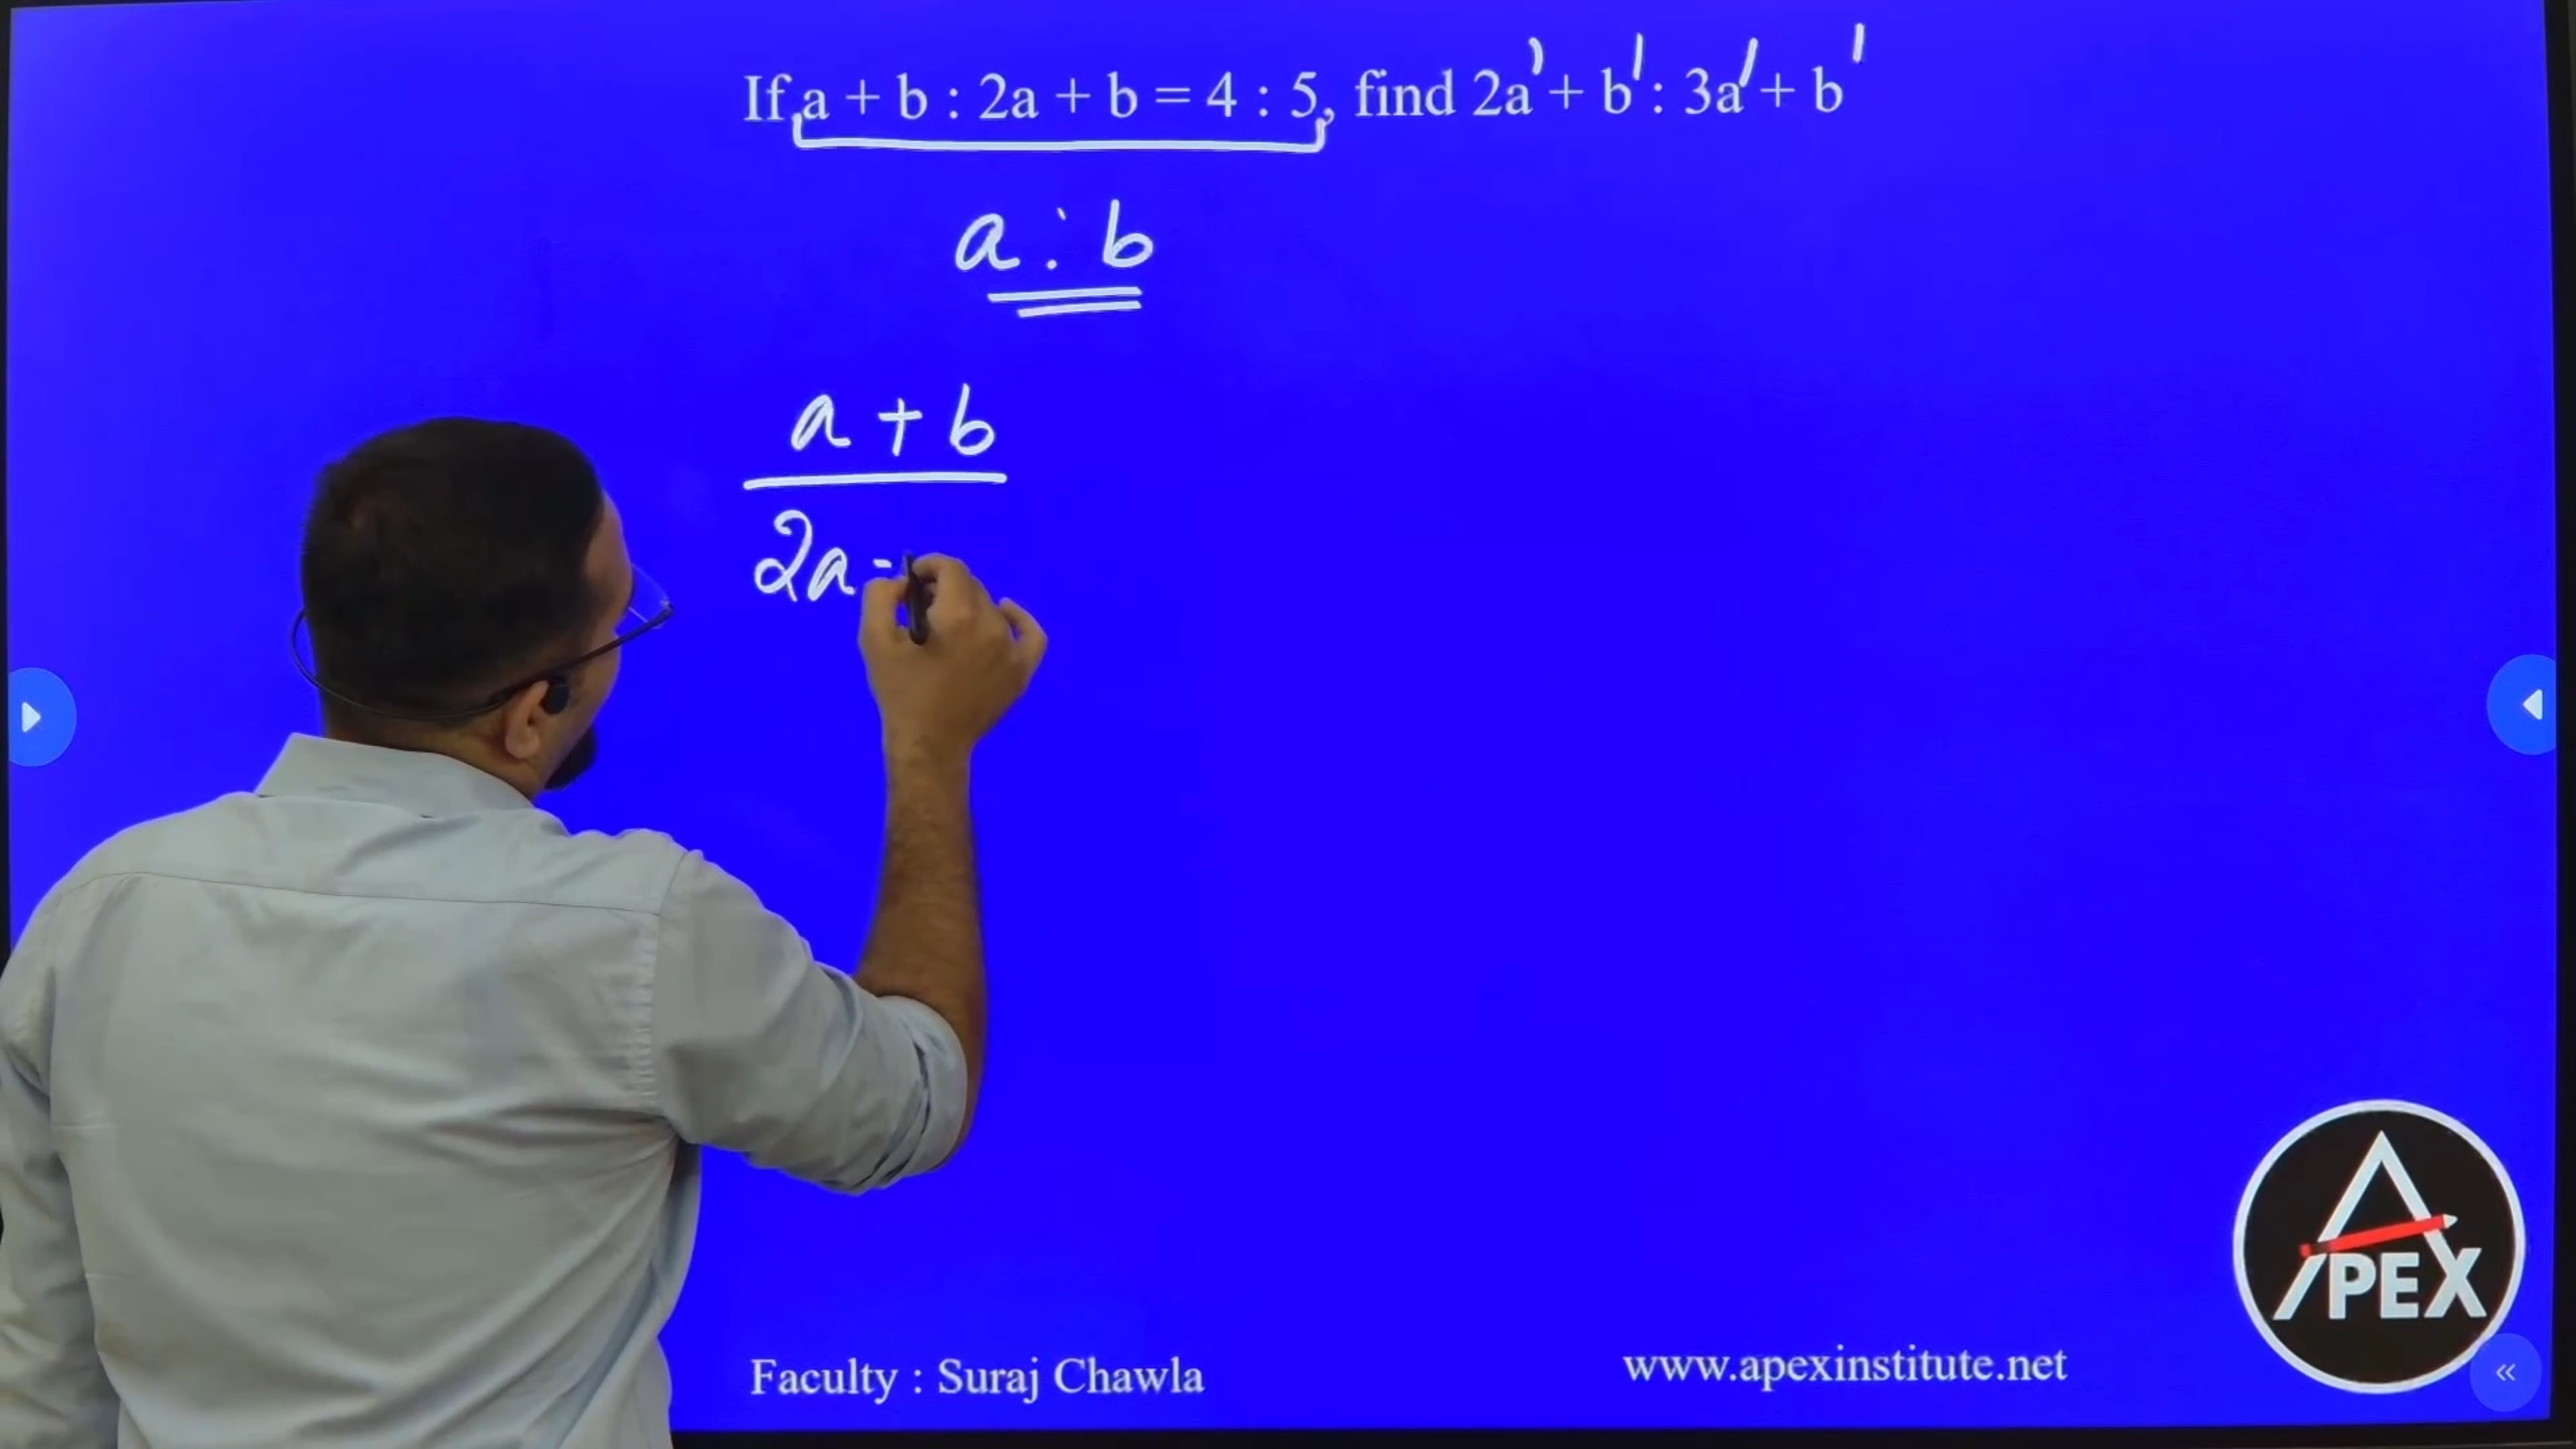 If a + b : 2a + b = 4 : 5, find 2a' + b' : 3a' + b'
a : b
a + b
2a
APEX
Faculty : Suraj Chawla
www.apexinstitute.net
«